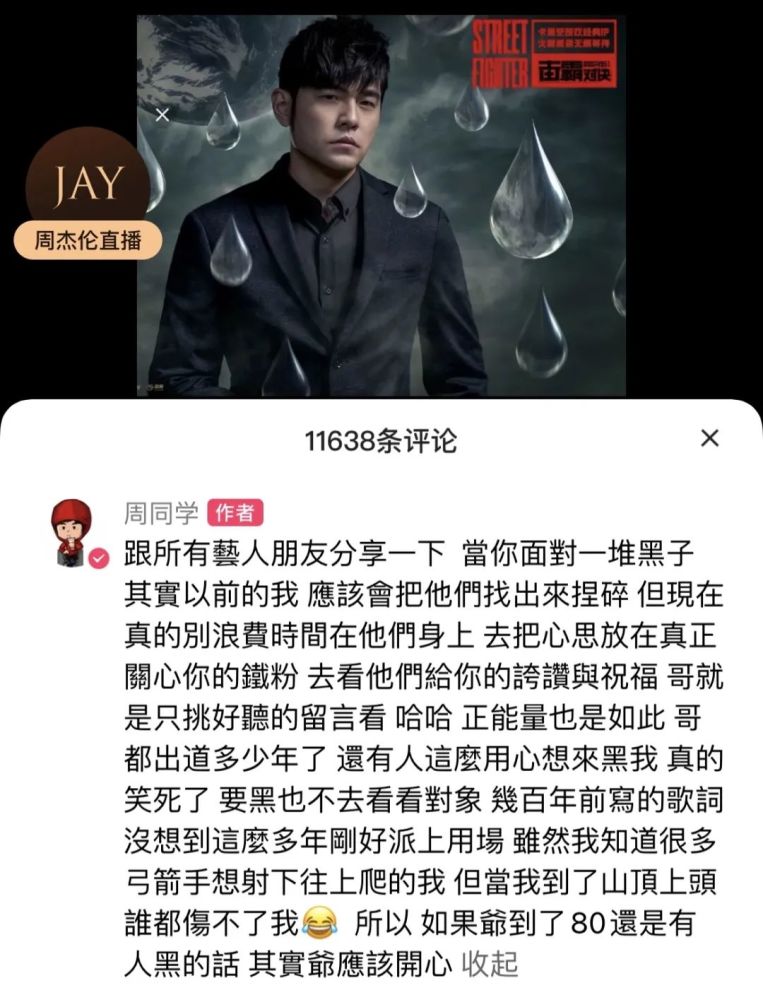 STREET
FIGHTER
JAY
周杰伦直播
11638条评论
周同学 作者
跟所有藝人朋友分享一下 當你面對一堆黑子
其實以前的我 應該會把他們找出來捏碎 但現在
真的別浪費時間在他們身上 去把心思放在真正
關心你的鐵粉 去看他們給你的誇讚與祝福 哥就
是只挑好聽的留言看 哈哈 正能量也是如此 哥
都出道多少年了 還有人這麼用心想來黑我 真的
笑死了 要黑也不去看看對象 幾百年前寫的歌詞
沒想到這麼多年剛好派上用場 雖然我知道很多
弓箭手想射下往上爬的我 但當我到了山頂上頭
誰都傷不了我😂 所以 如果爺到了80還是有
人黑的話 其實爺應該開心 收起